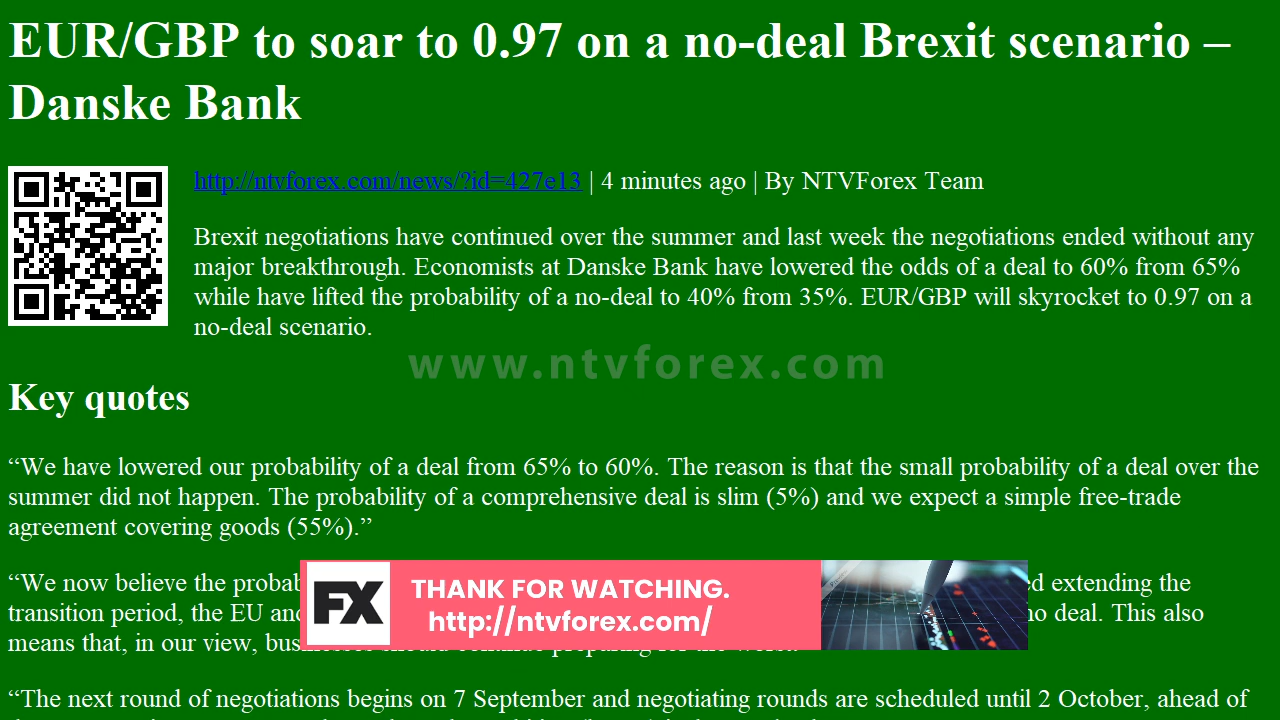 EUR/GBP to soar to 0.97 on a no-deal Brexit scenario –
Danske Bank
http://ntvforex.com/news/?id=427e13 | 4 minutes ago | By NTVForex Team
Brexit negotiations have continued over the summer and last week the negotiations ended without any
major breakthrough. Economists at Danske Bank have lowered the odds of a deal to 60% from 65%
while have lifted the probability of a no-deal to 40% from 35%. EUR/GBP will skyrocket to 0.97 on a
no-deal scenario.
www.ntvforex.com
Key quotes
“We have lowered our probability of a deal from 65% to 60%. The reason is that the small probability of a deal over the
summer did not happen. The probability of a comprehensive deal is slim (5%) and we expect a simple free-trade
agreement covering goods (55%).”
“We now believe the extending the
transition period, the EU no deal. This also
means that, in our view,
FX
THANK FOR WATCHING.
http://ntvforex.com/
“The next round of negotiations begins on 7 September and negotiating rounds are scheduled until 2 October, ahead of